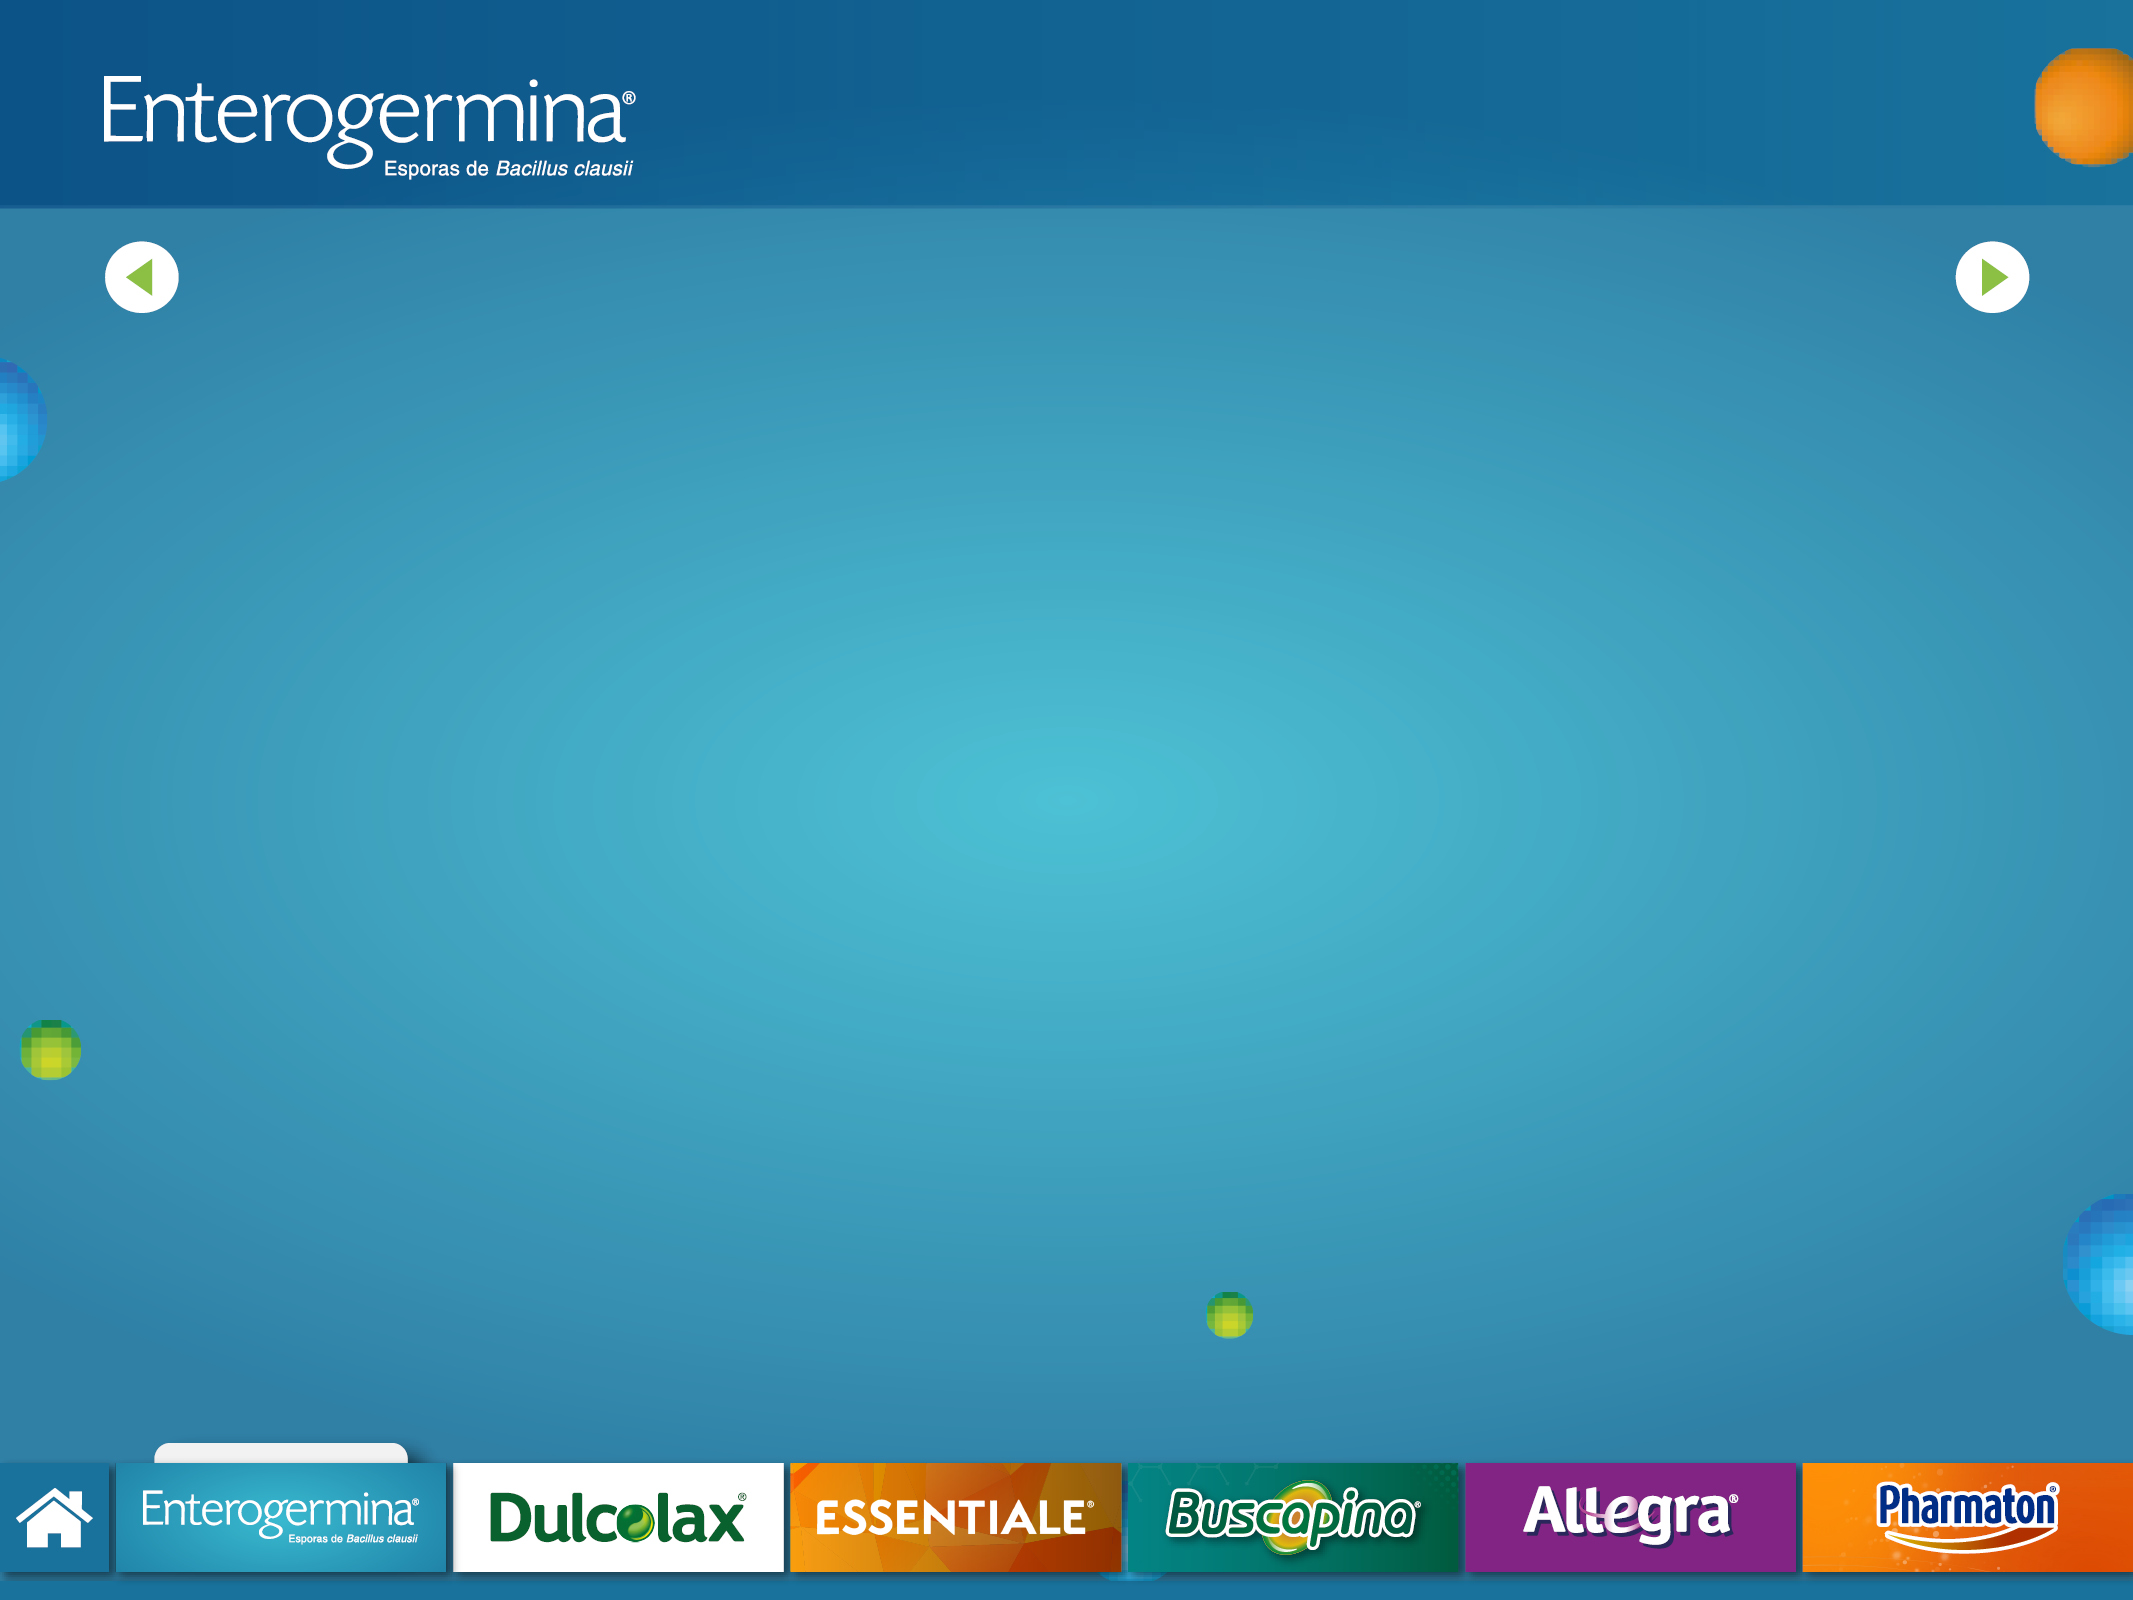 Enterogermina®
Esporas de Bacillus clausii
Enterogermina®
Esporas de Bacillus clausii
Dulcolax®
ESSENTIALE®
Buscapina®
Allegra®
Pharmaton®